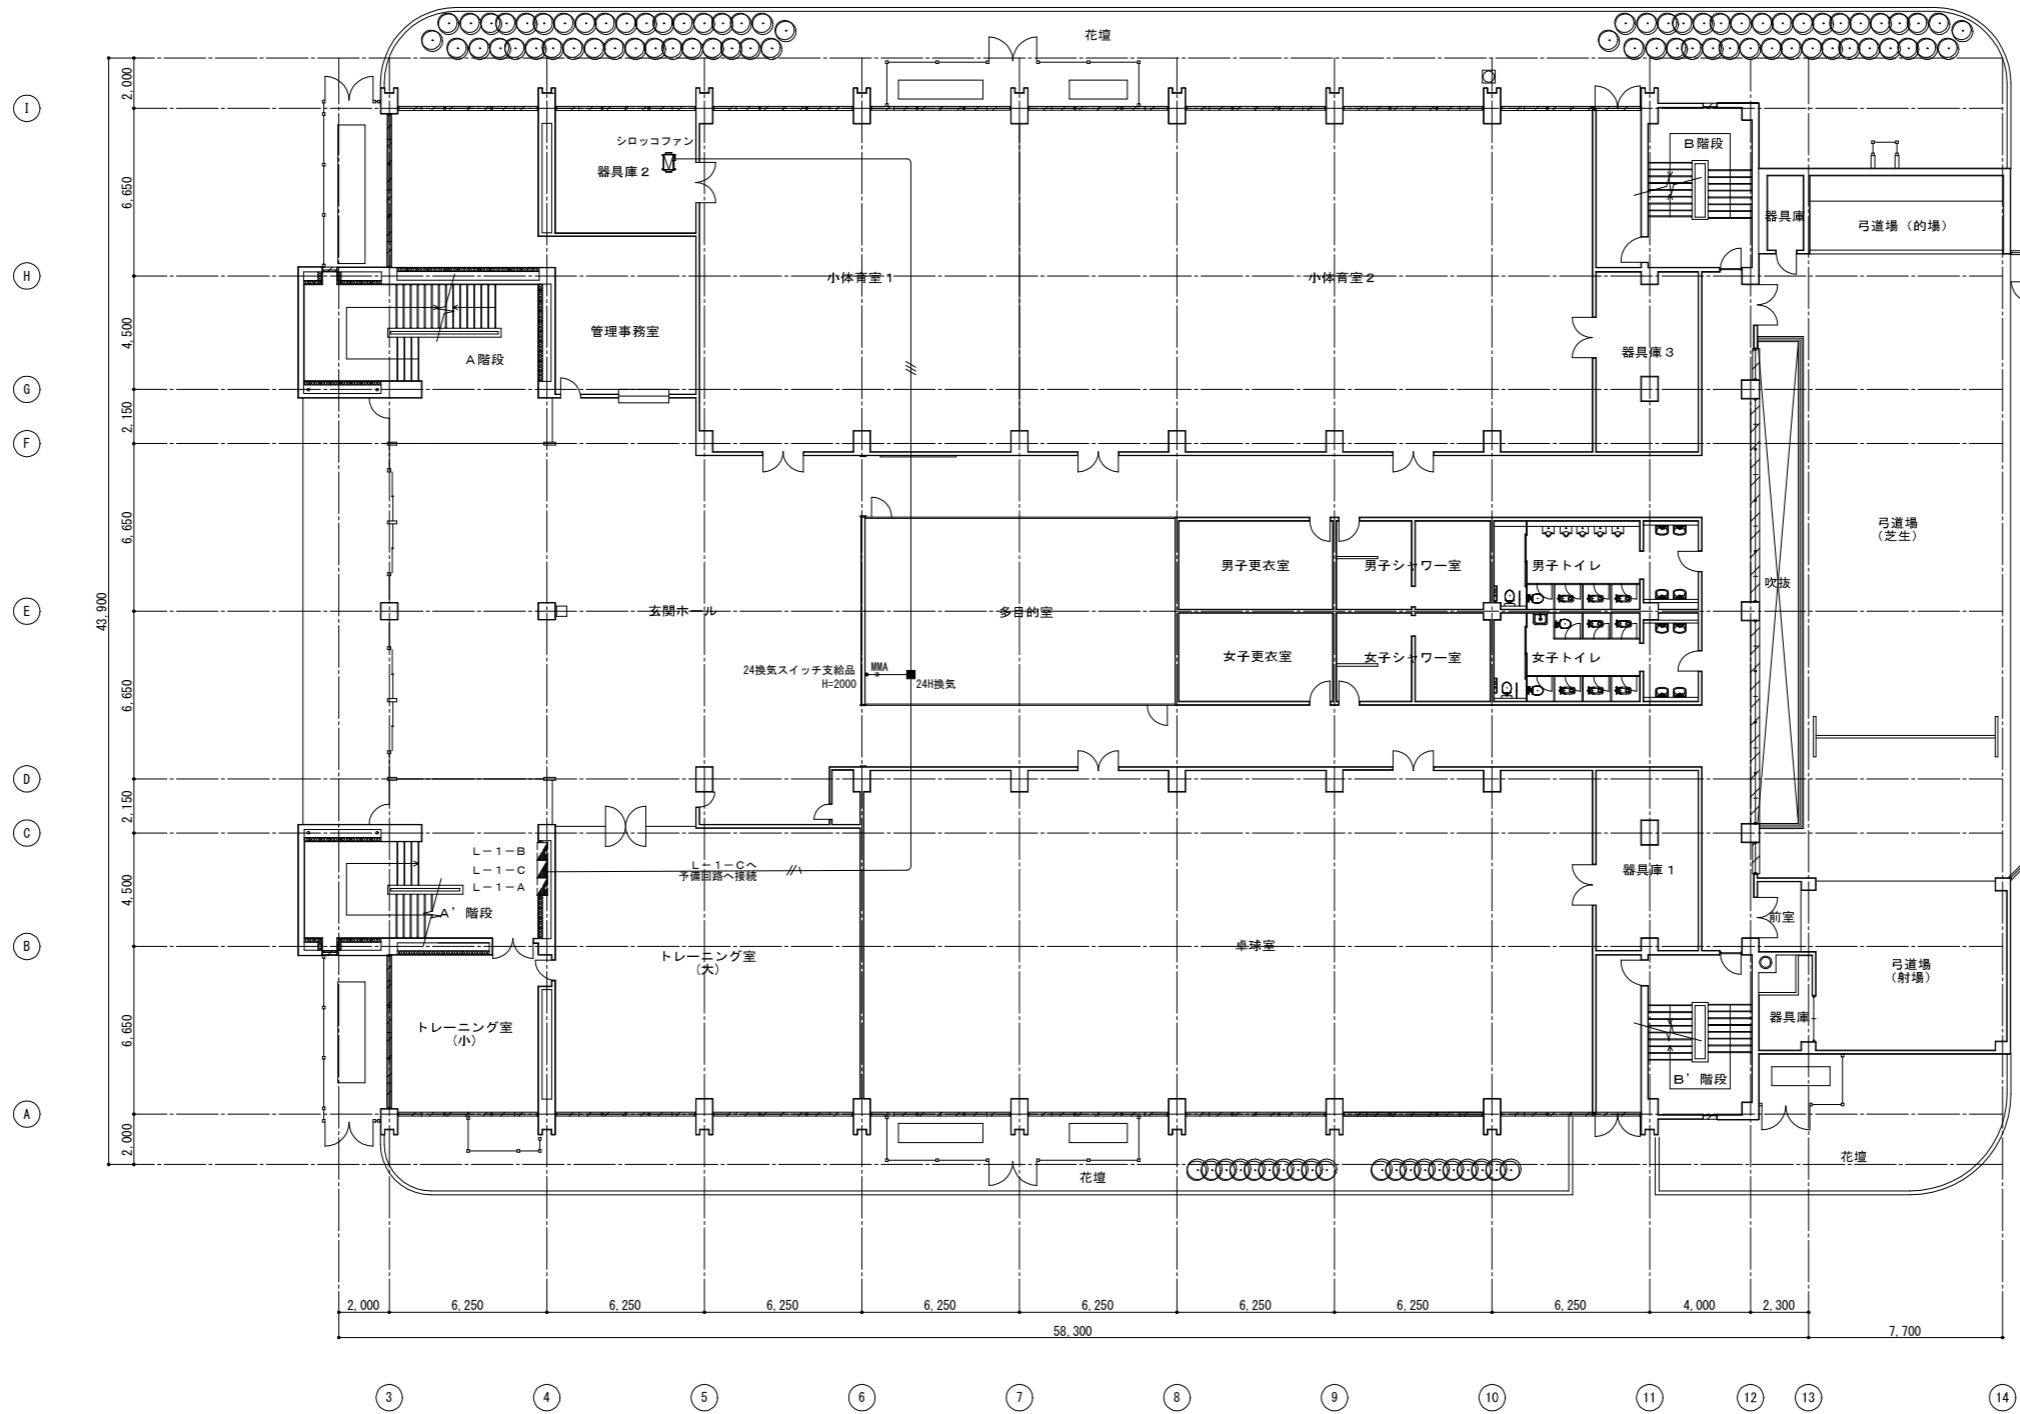 花壇
I
2,000
シロッコファン
器具庫2
B階段
6,650
器具庫
弓道場(的場)
H
小体育室1
小体育室2
4,500
管理事務室
A階段
器具庫3
G
2,150
F
6,650
弓道場
(芝生)
男子更衣室
男子シャワー室
男子トイレ
吹抜
E
43,900
玄関ホール
多目的室
女子更衣室
女子シャワー室
女子トイレ
24換気スイッチ支給品
H=2000
MMA
24H換気
6,650
D
2,150
C
L-1-B
L-1-C
L-1-A
L-1-Cへ
予備回路へ接続
4,500
A'階段
器具庫1
前室
B
トレーニング室
(大)
卓球室
弓道場
(射場)
6,650
トレーニング室
(小)
器具庫
B'階段
A
2,000
花壇
花壇
2,000
6,250
6,250
6,250
6,250
6,250
6,250
6,250
6,250
4,000
2,300
58,300
7,700
3
4
5
6
7
8
9
10
11
12
13
14